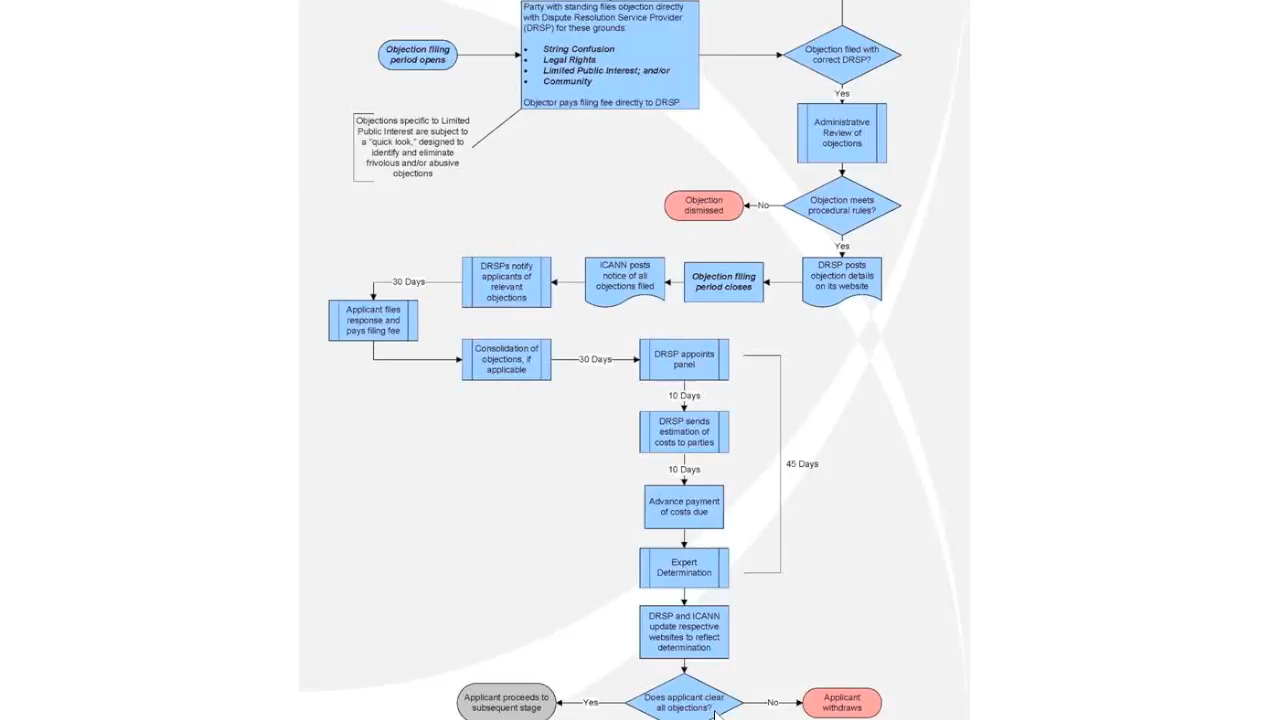 Party with standing files objection directly
with Dispute Resolution Service Provider
(DRSP) for these grounds:
• String Confusion
• Legal Rights
• Limited Public Interest; and/or
• Community
Objector pays filing fee directly to DRSP
Objection filing
period opens
Objection filed with
correct DRSP?
Yes
Objections specific to Limited
Public Interest are subject to
a "quick look," designed to
identify and eliminate
frivolous and/or abusive
objections
Administrative
Review of
objections
Objection
dismissed
No
Objection meets
procedural rules?
Yes
DRSP posts
objection details
on its website
Objection filing
period closes
ICANN posts
notice of all
objections filed
DRSPs notify
applicants of
relevant
objections
30 Days
Applicant files
response and
pays filing fee
Consolidation of
objections, if
applicable
30 Days
DRSP appoints
panel
10 Days
DRSP sends
estimation of
costs to parties
10 Days
45 Days
Advance payment
of costs due
Expert
Determination
DRSP and ICANN
update respective
websites to reflect
determination
Applicant proceeds to
subsequent stage
Yes
Does applicant clear
all objections?
No
Applicant
withdraws